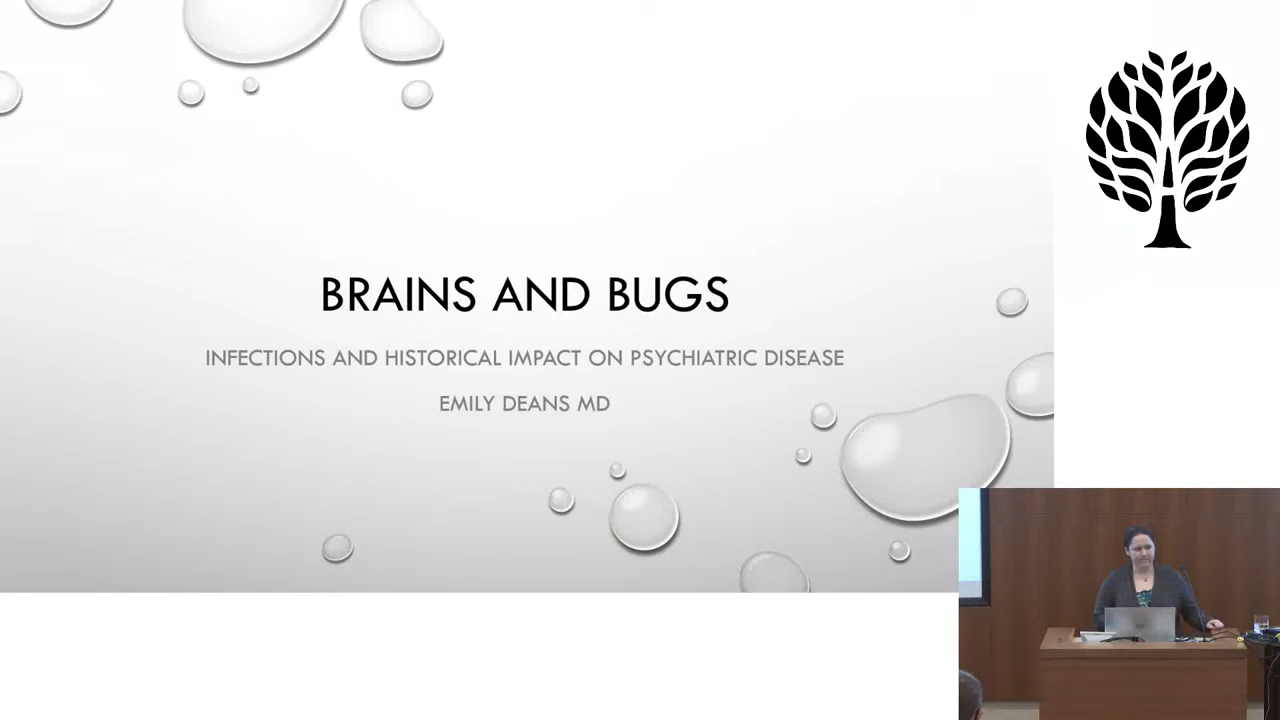 BRAINS AND BUGS
INFECTIONS AND HISTORICAL IMPACT ON PSYCHIATRIC DISEASE
EMILY DEANS MD